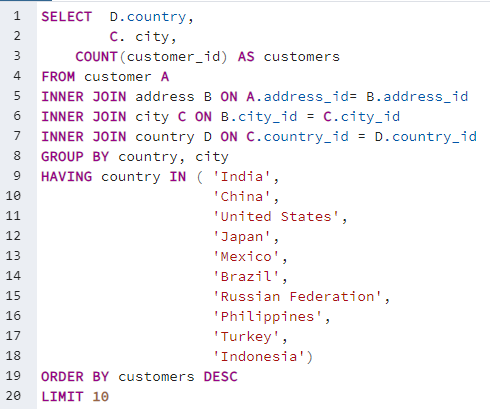 1 SELECT  D.country,
2         C. city,
3     COUNT(customer_id) AS customers
4 FROM customer A
5 INNER JOIN address B ON A.address_id= B.address_id
6 INNER JOIN city C ON B.city_id = C.city_id
7 INNER JOIN country D ON C.country_id = D.country_id
8 GROUP BY country, city
9 HAVING country IN ( 'India',
10                     'China',
11                     'United States',
12                     'Japan',
13                     'Mexico',
14                     'Brazil',
15                     'Russian Federation',
16                     'Philippines',
17                     'Turkey',
18                     'Indonesia')
19 ORDER BY customers DESC
20 LIMIT 10